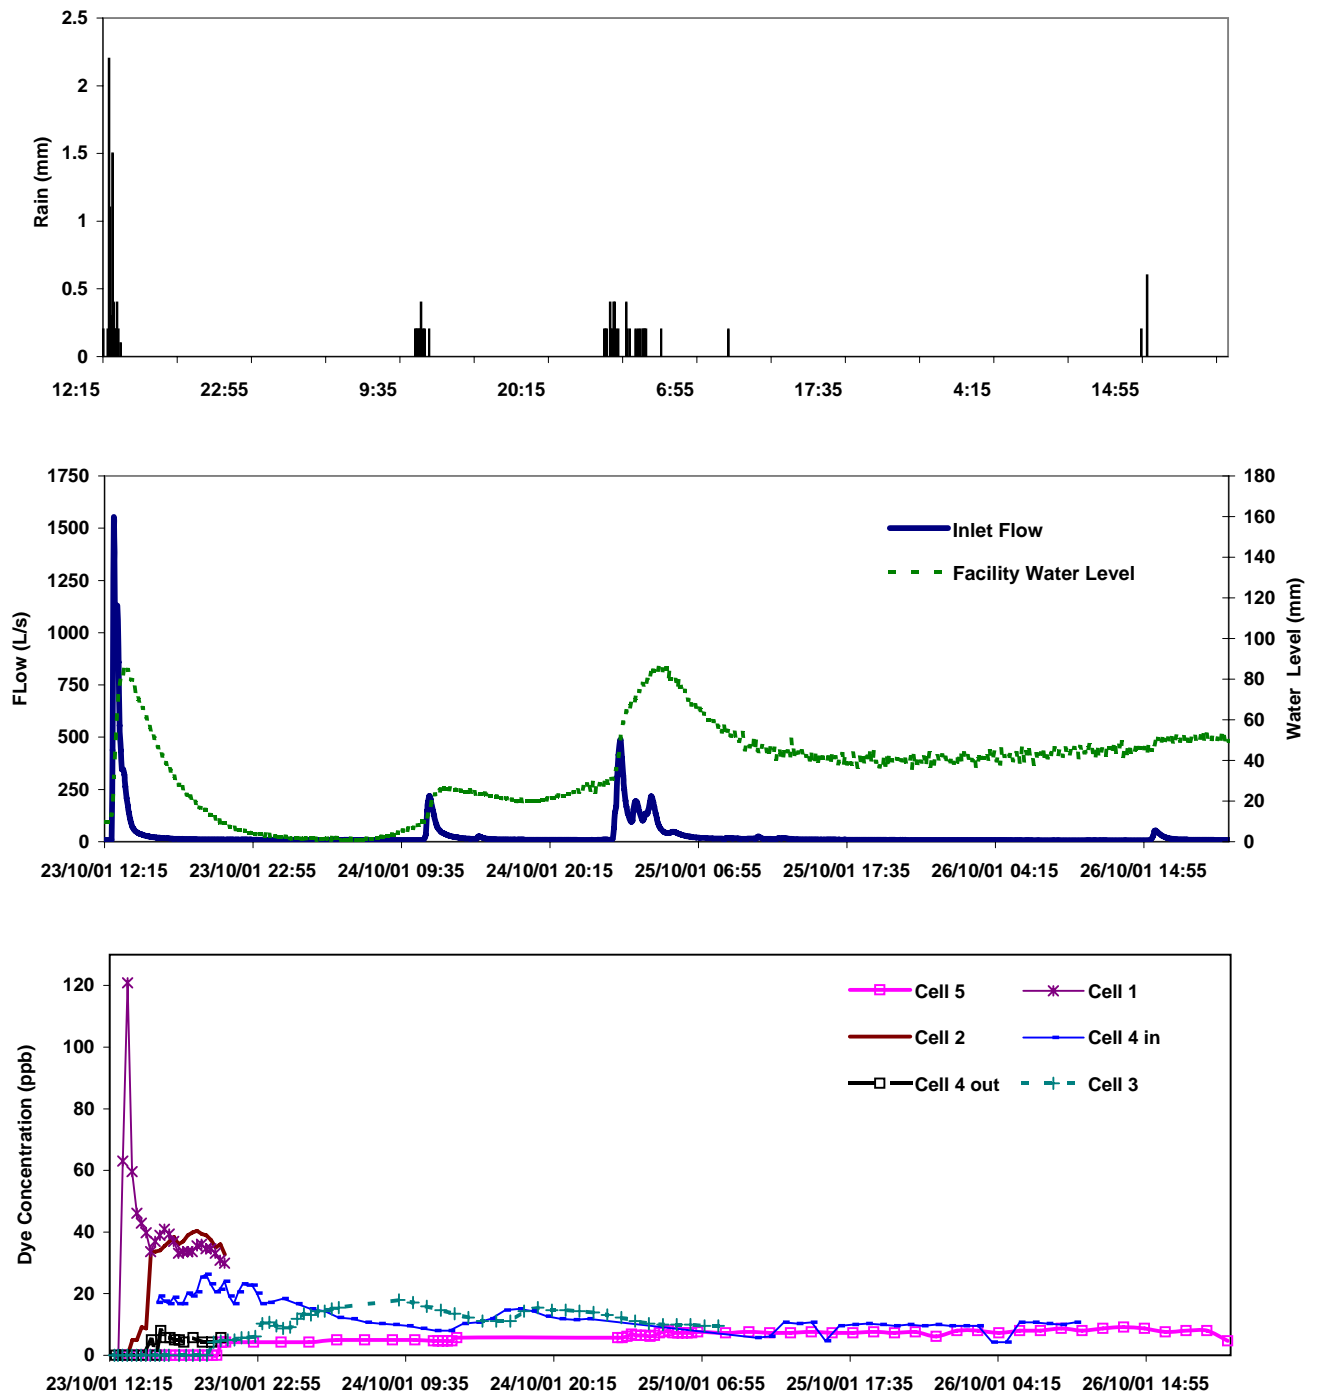 2.5
2
1.5
1
0.5
0
Rain (mm)
12:15 22:55 9:35 20:15 6:55 17:35 4:15 14:55
1750
1500
1250
1000
750
500
250
0
FLow (L/s)
180
160
140
120
100
80
60
40
20
0
Water Level (mm)
Inlet Flow
Facility Water Level
23/10/01 12:15 23/10/01 22:55 24/10/01 09:35 24/10/01 20:15 25/10/01 06:55 25/10/01 17:35 26/10/01 04:15 26/10/01 14:55
120
100
80
60
40
20
0
Dye Concentration (ppb)
Cell 5 Cell 1
Cell 2 Cell 4 in
Cell 4 out Cell 3
23/10/01 12:15 23/10/01 22:55 24/10/01 09:35 24/10/01 20:15 25/10/01 06:55 25/10/01 17:35 26/10/01 04:15 26/10/01 14:55